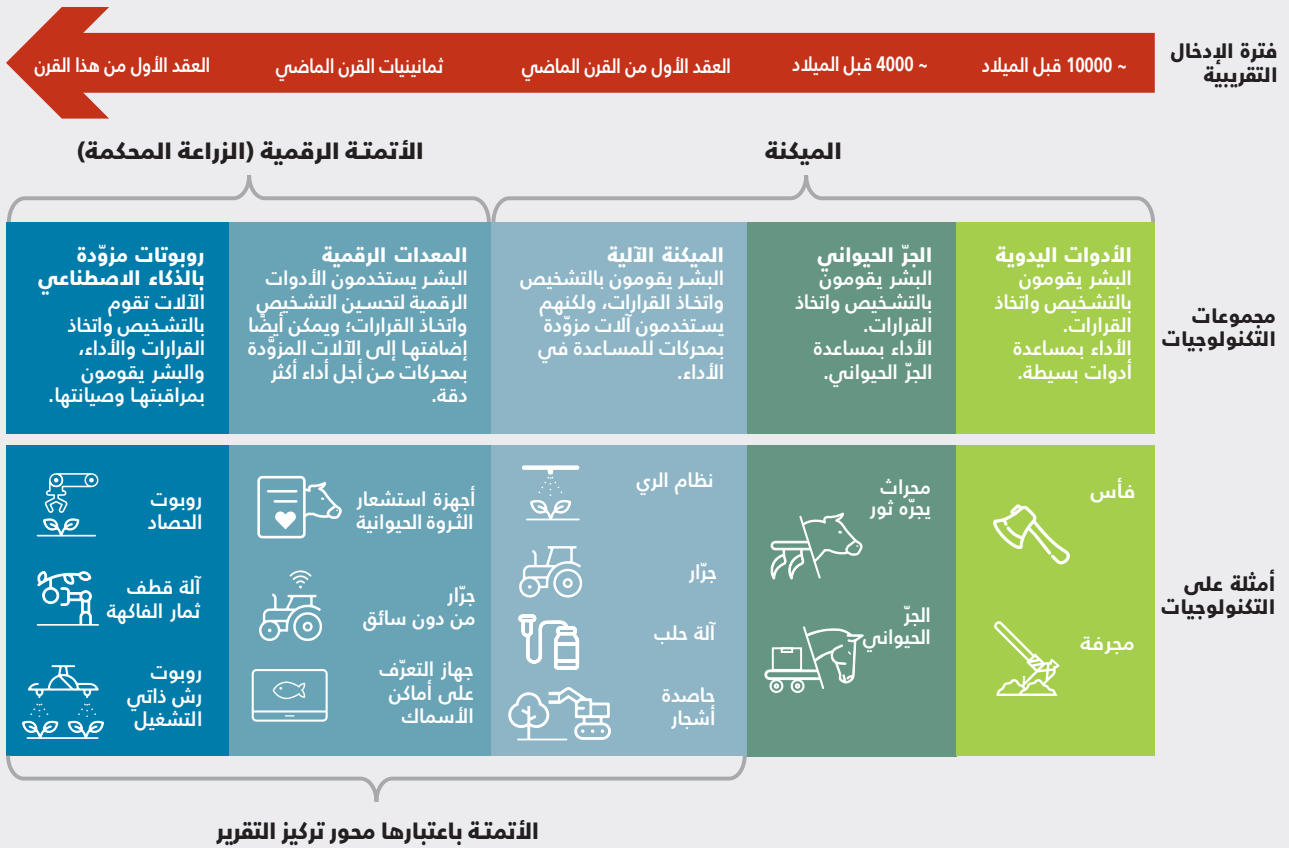 فترة الإدخال
التقريبية
~ 10000 قبل الميلاد
~ 4000 قبل الميلاد
العقد الأول من القرن الماضي
ثمانينيات القرن الماضي
العقد الأول من هذا القرن
الميكنة
الأتمتة الرقمية (الزراعة المحكمة)
مجموعات
التكنولوجيات
الأدوات اليدوية
البشر يقومون
بالتشخيص واتخاذ
القرارات.
الأداء بمساعدة
أدوات بسيطة.
الجرّ الحيواني
البشر يقومون
بالتشخيص واتخاذ
القرارات.
الأداء بمساعدة
الجرّ الحيواني.
الميكنة الآلية
البشر يقومون بالتشخيص
واتخاذ القرارات، ولكنهم
يستخدمون آلات مزوّدة
بمحركات للمساعدة في
الأداء.
المعدات الرقمية
البشر يستخدمون الأدوات
الرقمية لتحسين التشخيص
واتخاذ القرارات؛ ويمكن أيضًا
إضافتها إلى الآلات المزوَّدة
بمحركات من أجل أداء أكثر
دقة.
روبوتات مزوّدة
بالذكاء الاصطناعي
الآلات تقوم
بالتشخيص واتخاذ
القرارات والأداء،
والبشر يقومون
بمراقبتها وصيانتها.
أمثلة على
التكنولوجيات
فأس
مجرفة
محراث
يجرّه ثور
الجرّ
الحيواني
نظام الري
جرّار
آلة حلب
حاصدة
أشجار
أجهزة استشعار
الثروة الحيوانية
جرّار
من دون سائق
جهاز التعرّف
على أماكن
الأسماك
روبوت
الحصاد
آلة قطف
ثمار الفاكهة
روبوت
رش ذاتي
التشغيل
الأتمتة باعتبارها محور تركيز التقرير